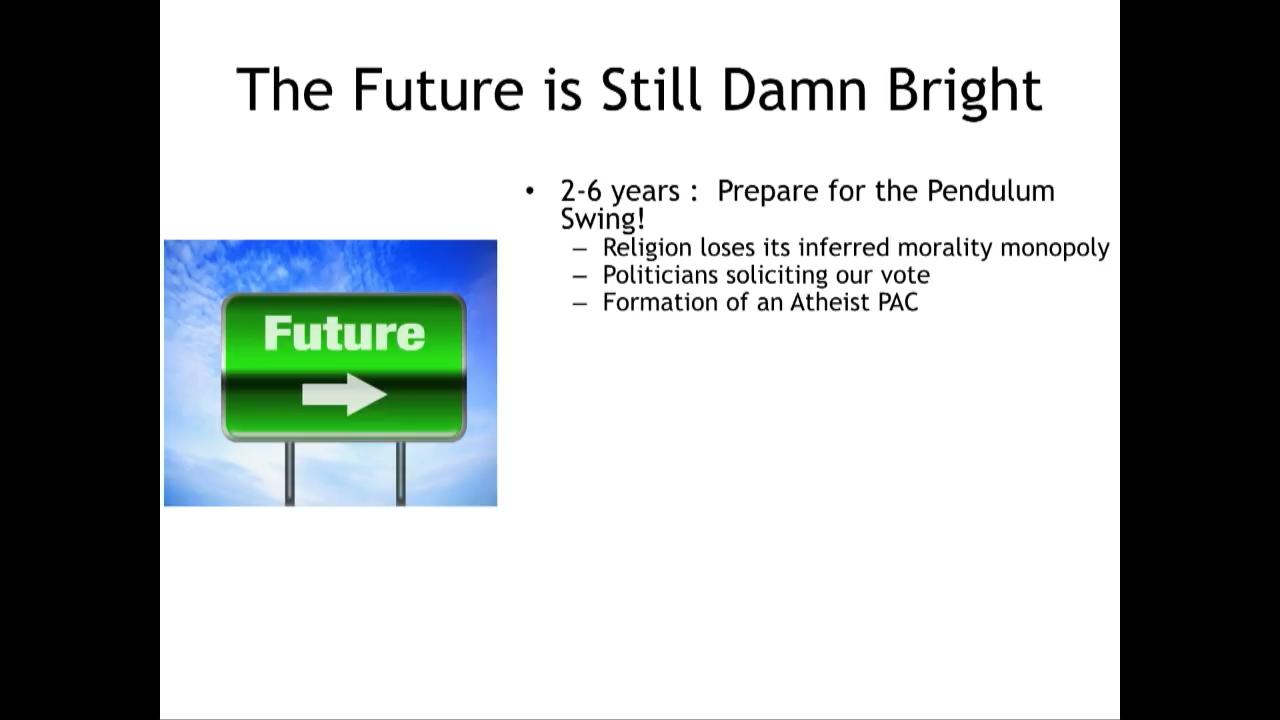 The Future is Still Damn Bright
• 2-6 years :  Prepare for the Pendulum
Swing!
– Religion loses its inferred morality monopoly
– Politicians soliciting our vote
– Formation of an Atheist PAC
Future